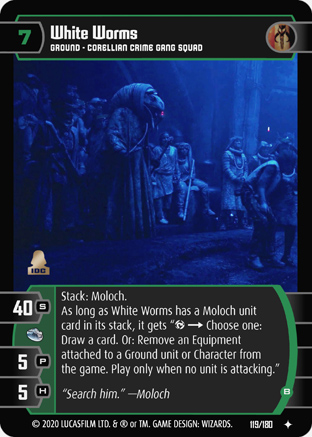 7
White Worms
GROUND - CORELLIAN CRIME GANG SQUAD
IDC
40 S
5 P
5 H
Stack: Moloch.
As long as White Worms has a Moloch unit
card in its stack, it gets “ → Choose one:
Draw a card. Or: Remove an Equipment
attached to a Ground unit or Character from
the game. Play only when no unit is attacking.”
“Search him.” —Moloch
B
© 2020 LUCASFILM LTD. & ® or TM. GAME DESIGN: WIZARDS.
119/180